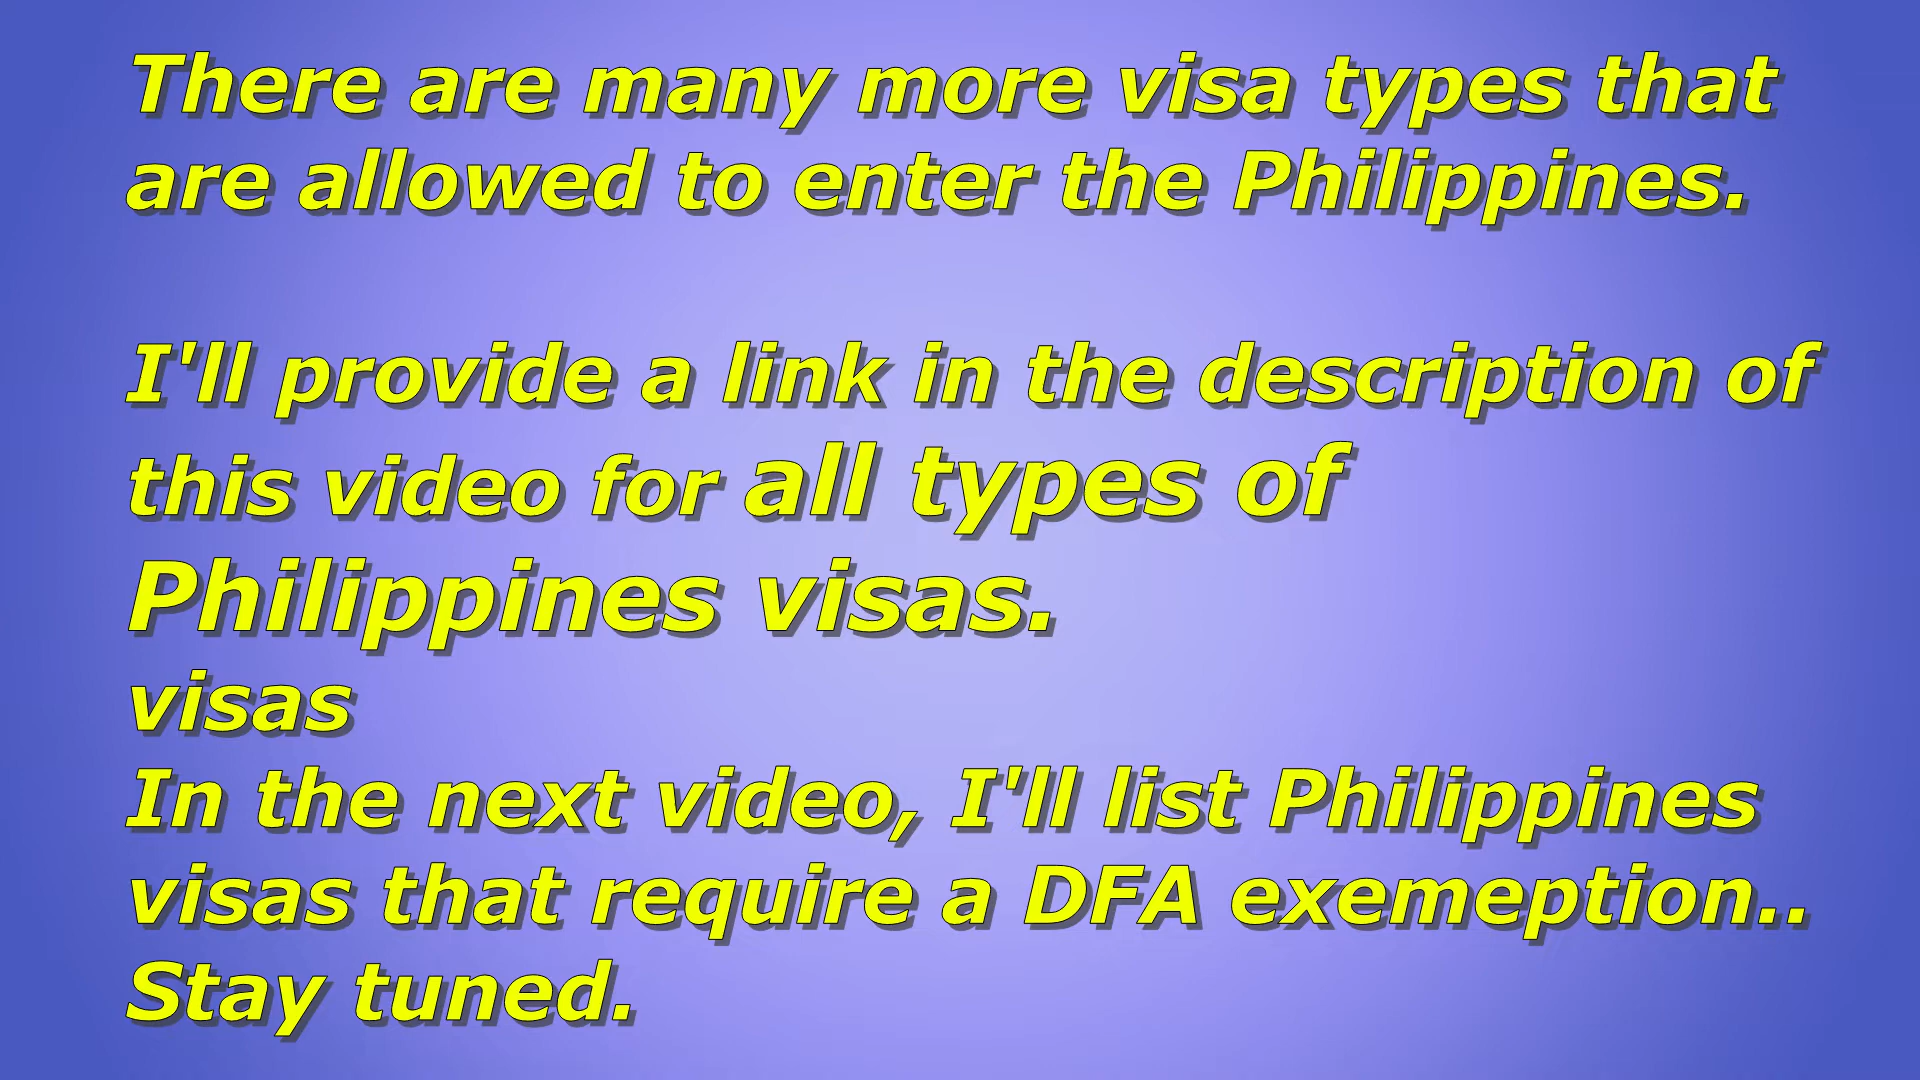 There are many more visa types that
are allowed to enter the Philippines.
I'll provide a link in the description of
this video for all types of
Philippines visas.
visas
In the next video, I'll list Philippines
visas that require a DFA exemeption..
Stay tuned.